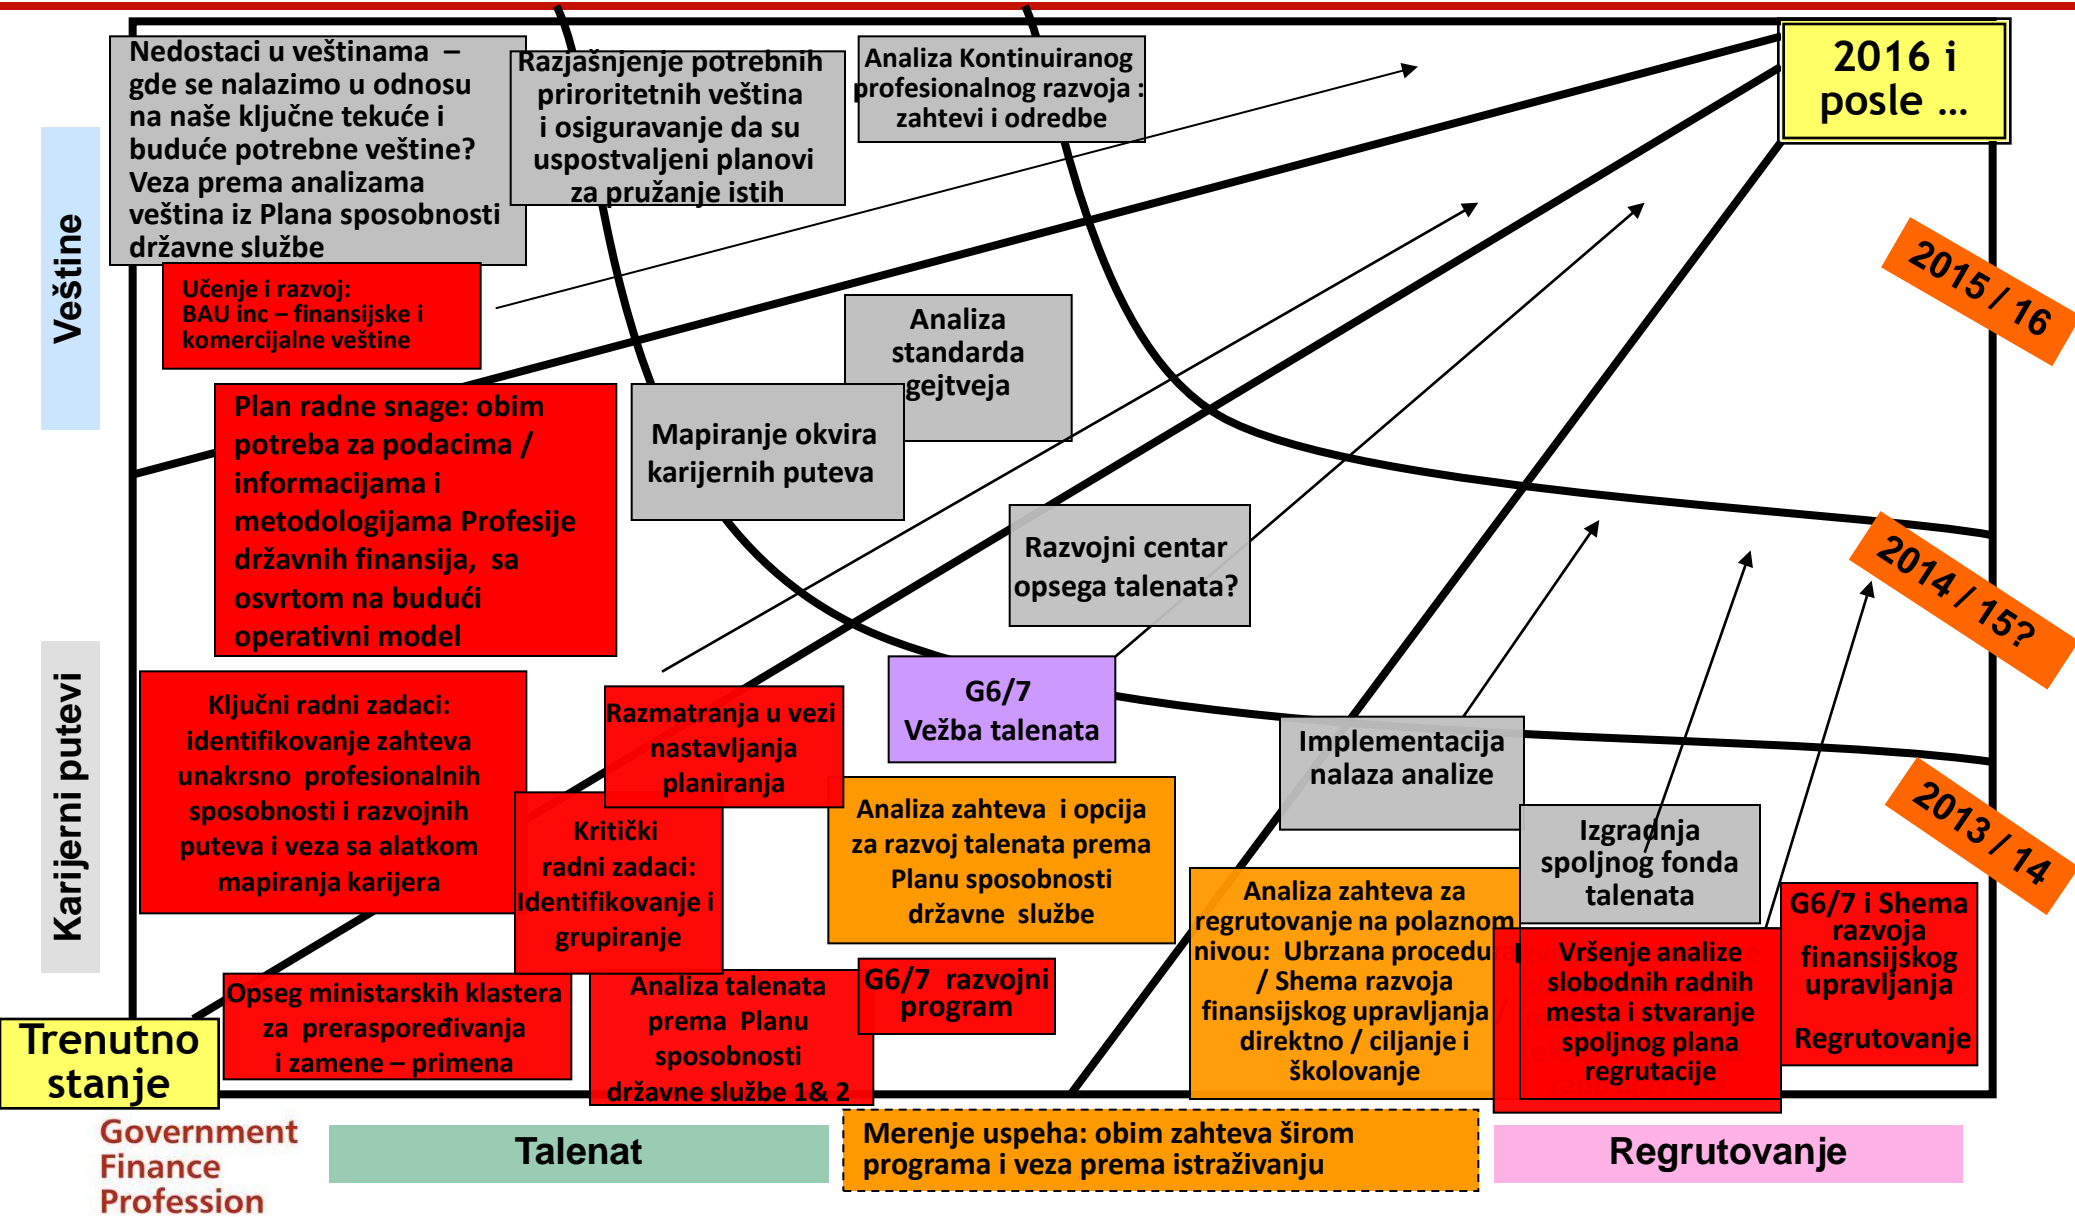 Nedostaci u veštinama –
gde se nalazimo u odnosu
na naše ključne tekuće i
buduće potrebne veštine?
Veza prema analizama
veština iz Plana sposobnosti
državne službe
Razjašnjenje potrebnih
priroritetnih veština
i osiguravanje da su
uspostvaljeni planovi
za pružanje istih
Analiza Kontinuiranog
profesionalnog razvoja :
zahtevi i odredbe
2016 i
posle ...
Veštine
Učenje i razvoj:
BAU inc – finansijske i
komercijalne veštine
2015 / 16
Analiza
standarda
gejtveja
Plan radne snage: obim
potreba za podacima /
informacijama i
metodologijama Profesije
državnih finansija, sa
osvrtom na budući
operativni model
Mapiranje okvira
karijernih puteva
Razvojni centar
opsega talenata?
2014 / 15?
Karijerni putevi
Ključni radni zadaci:
identifikovanje zahteva
unakrsno profesionalnih
sposobnosti i razvojnih
puteva i veza sa alatkom
mapiranja karijera
Razmatranja u vezi
nastavljanja
planiranja
G6/7
Vežba talenata
Implementacija
nalaza analize
Kritički
radni zadaci:
Identifikovanje i
grupiranje
Analiza zahteva i opcija
za razvoj talenata prema
Planu sposobnosti
državne službe
Izgradnja
spoljnog fonda
talenata
2013 / 14
Analiza zahteva za
regrutovanje na polaznom
nivou: Ubrzana procedura
/ Shema razvoja
finansijskog upravljanja /
direktno / ciljanje i
školovanje
G6/7 i Shema
razvoja
finansijskog
upravljanja
Regrutovanje
Vršenje analize
slobodnih radnih
mesta i stvaranje
spoljnog plana
regrutacije
Opseg ministarskih klastera
za preraspoređivanja
i zamene – primena
Analiza talenata
prema Planu
sposobnosti
državne službe 1& 2
G6/7 razvojni
program
Trenutno
stanje
Government
Finance
Profession
Talenat
Merenje uspeha: obim zahteva širom
programa i veza prema istraživanju
Regrutovanje